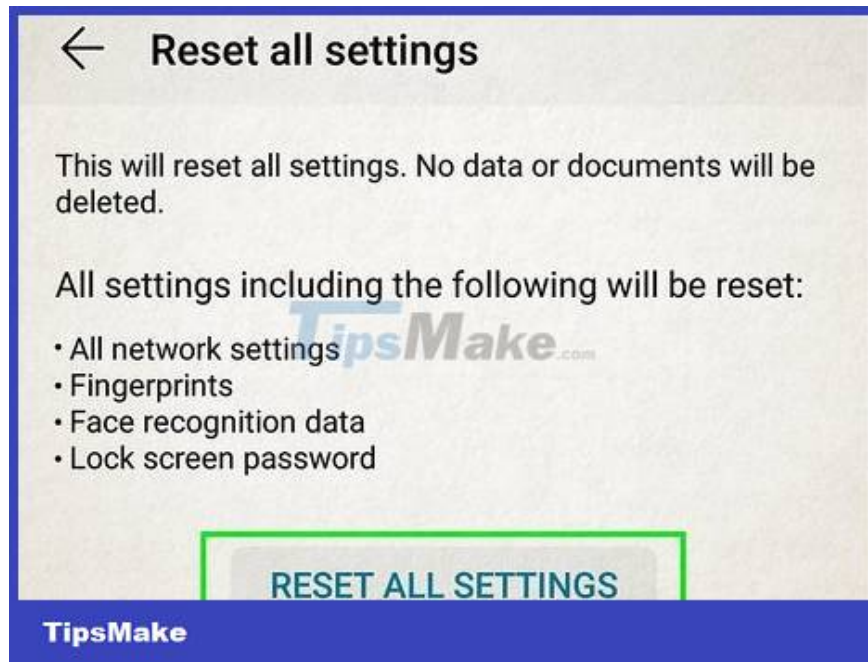 Reset all settings
This will reset all settings. No data or documents will be
deleted.
All settings including the following will be reset:
TipsMake.com
• All network settings
• Fingerprints
• Face recognition data
• Lock screen password
RESET ALL SETTINGS
TipsMake